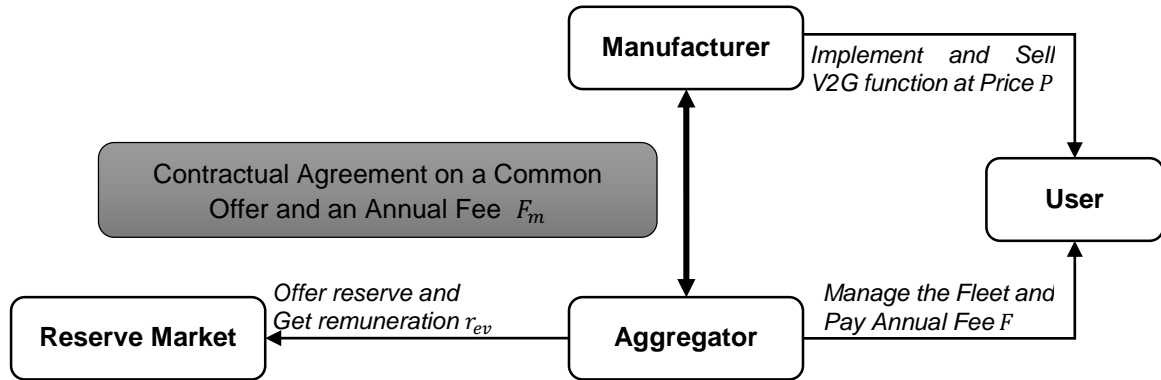 Manufacturer
Implement and Sell
V2G function at Price P
Contractual Agreement on a Common
Offer and an Annual Fee F_m
User
Offer reserve and
Get remuneration r_ev
Manage the Fleet and
Pay Annual Fee F
Reserve Market
Aggregator